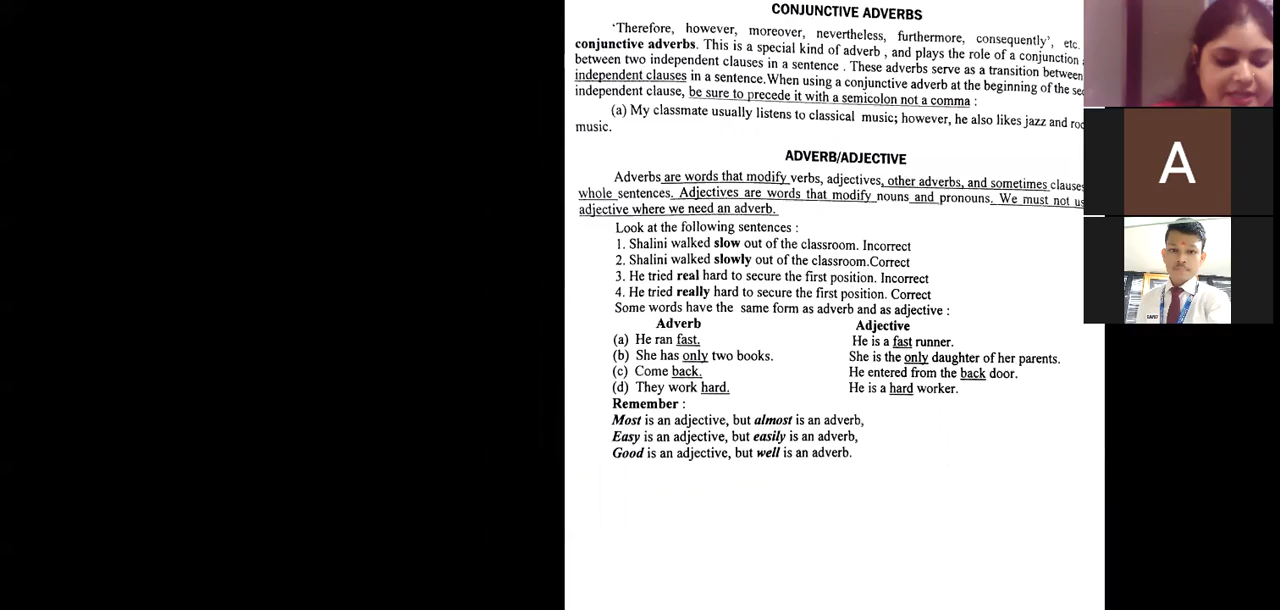 CONJUNCTIVE ADVERBS
'Therefore, however, moreover, nevertheless, furthermore, consequently', etc.
conjunctive adverbs. This is a special kind of adverb , and plays the role of a conjunction
between two independent clauses in a sentence . These adverbs serve as a transition between
independent clauses in a sentence.When using a conjunctive adverb at the beginning of the
independent clause, be sure to precede it with a semicolon not a comma :
(a) My classmate usually listens to classical music; however, he also likes jazz and
music.
ADVERB/ADJECTIVE
Adverbs are words that modify verbs, adjectives, other adverbs, and sometimes clauses
whole sentences. Adjectives are words that modify nouns and pronouns. We must not
adjective where we need an adverb.
Look at the following sentences :
1. Shalini walked slow out of the classroom. Incorrect
2. Shalini walked slowly out of the classroom.Correct
3. He tried real hard to secure the first position. Incorrect
4. He tried really hard to secure the first position. Correct
Some words have the same form as adverb and as adjective :
Adverb Adjective
(a) He ran fast. He is a fast runner.
(b) She has only two books. She is the only daughter of her parents.
(c) Come back. He entered from the back door.
(d) They work hard. He is a hard worker.
Remember :
Most is an adjective, but almost is an adverb,
Easy is an adjective, but easily is an adverb,
Good is an adjective, but well is an adverb.
A